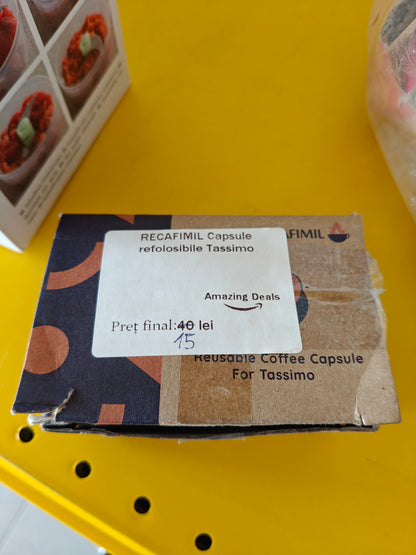 RECAFIMIL Capsule
refolosibile Tassimo
AFIMIL
Amazing Deals
Preț final: 40 lei
15
Reusable Coffee Capsule
For Tassimo